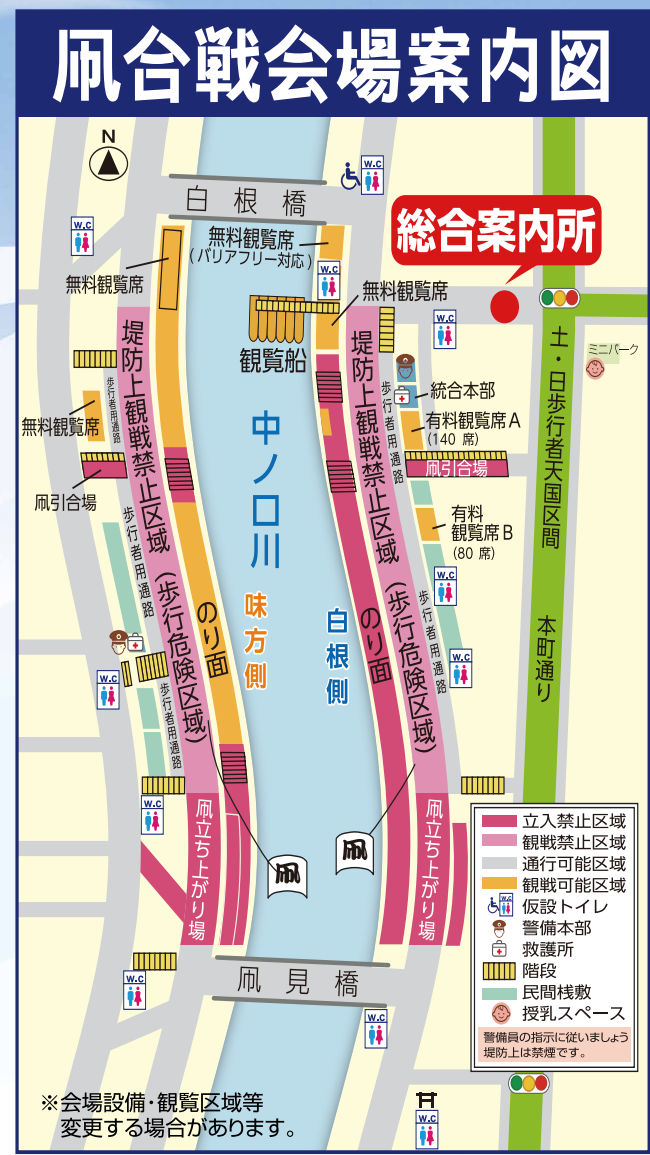 凧合戦会場案内図
N
白根橋
W.C
W.C
総合案内所
無料観覧席
(バリアフリー対応)
W.C
無料観覧席
無料観覧席
W.C
観覧船
ミニパーク
土・日歩行者天国区間
本町通り
堤防上観戦禁止区域(歩行危険区域)
歩行者用通路
無料観覧席
凧引合場
歩行者用通路
W.C
歩行者用通路
W.C
中ノ口川
味方側
白根側
のり面
のり面
堤防上観戦禁止区域(歩行危険区域)
歩行者用通路
統合本部
有料観覧席A
(140 席)
凧引合場
有料
観覧席B
(80 席)
W.C
歩行者用通路
W.C
凧立ち上がり場
凧
凧
凧立ち上がり場
W.C
凧見橋
W.C
W.C
立入禁止区域
観戦禁止区域
通行可能区域
観戦可能区域
W.C
仮設トイレ
警備本部
救護所
階段
民間桟敷
授乳スペース
警備員の指示に従いましょう
堤防上は禁煙です。
※会場設備・観覧区域等
変更する場合があります。